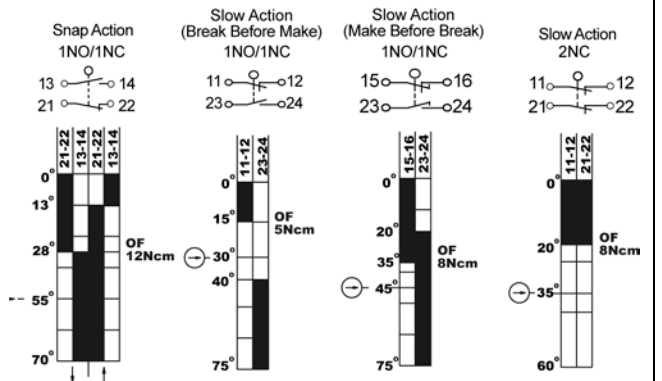 Snap Action
1NO/1NC
13 14
21 22
21-22
13-14
21-22
13-14
0°
13°
28°
55°
70°
OF
12Ncm
Slow Action
(Break Before Make)
1NO/1NC
11 12
23 24
11-12
23-24
0°
15°
30°
40°
75°
OF
5Ncm
Slow Action
(Make Before Break)
1NO/1NC
15 16
23 24
15-16
23-24
0°
20°
35°
45°
75°
OF
8Ncm
Slow Action
2NC
11 12
21 22
11-12
21-22
0°
20°
35°
60°
OF
8Ncm